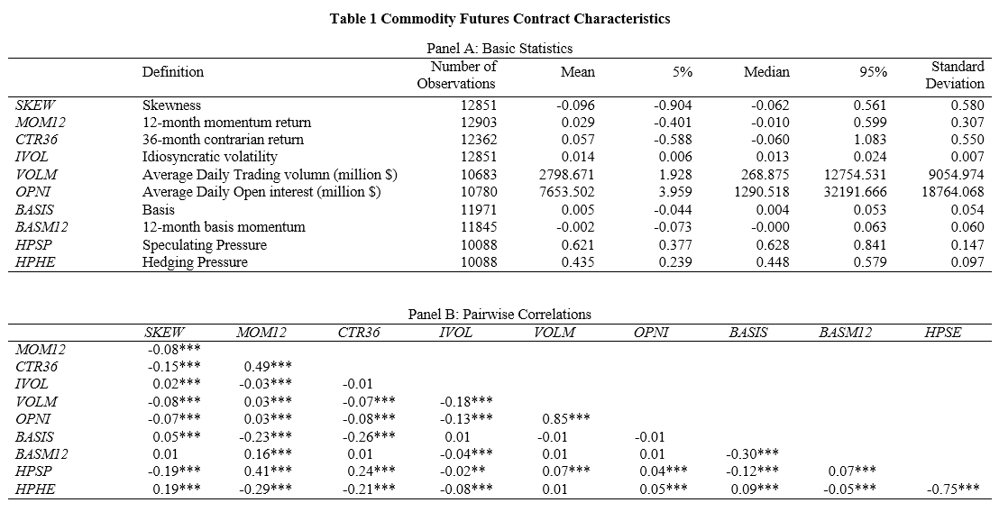 Table 1 Commodity Futures Contract Characteristics
Panel A: Basic Statistics
Definition Number of Observations Mean 5% Median 95% Standard Deviation
SKEW Skewness 12851 -0.096 -0.904 -0.062 0.561 0.580
MOM12 12-month momentum return 12903 0.029 -0.401 -0.010 0.599 0.307
CTR36 36-month contrarian return 12362 0.057 -0.588 -0.060 1.083 0.550
IVOL Idiosyncratic volatility 12851 0.014 0.006 0.013 0.024 0.007
VOLM Average Daily Trading volumn (million $) 10683 2798.671 1.928 268.875 12754.531 9054.974
OPNI Average Daily Open interest (million $) 10780 7653.502 3.959 1290.518 32191.666 18764.068
BASIS Basis 11971 0.005 -0.044 0.004 0.053 0.054
BASM12 12-month basis momentum 11845 -0.002 -0.073 -0.000 0.063 0.060
HPSP Speculating Pressure 10088 0.621 0.377 0.628 0.841 0.147
HPHE Hedging Pressure 10088 0.435 0.239 0.448 0.579 0.097
Panel B: Pairwise Correlations
SKEW MOM12 CTR36 IVOL VOLM OPNI BASIS BASM12 HPSE
MOM12 -0.08***
CTR36 -0.15*** 0.49***
IVOL 0.02*** -0.03*** -0.01
VOLM -0.08*** 0.03*** -0.07*** -0.18***
OPNI -0.07*** 0.03*** -0.08*** -0.13*** 0.85***
BASIS 0.05*** -0.23*** -0.26*** 0.01 -0.01 -0.01
BASM12 0.01 0.16*** 0.01 -0.04*** 0.01 0.01 -0.30***
HPSP -0.19*** 0.41*** 0.24*** -0.02** 0.07*** 0.04*** -0.12*** 0.07***
HPHE 0.19*** -0.29*** -0.21*** -0.08*** 0.01 0.05*** 0.09*** -0.05*** -0.75***